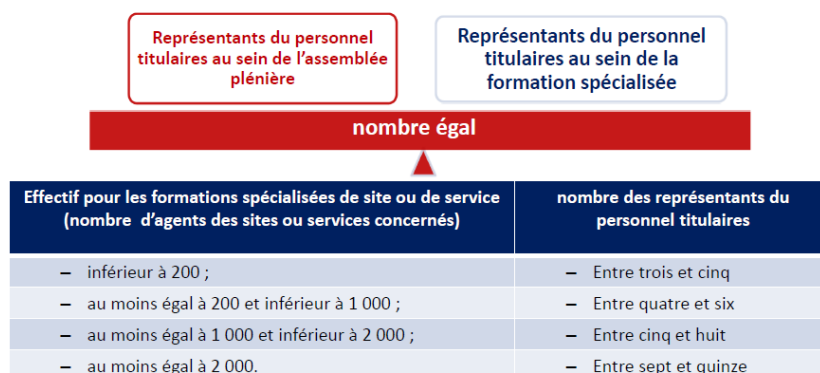 Représentants du personnel
titulaires au sein de l'assemblée
plénière
Représentants du personnel
titulaires au sein de la
formation spécialisée
nombre égal
Effectif pour les formations spécialisées de site ou de service
(nombre d'agents des sites ou services concernés)
nombre des représentants du
personnel titulaires
– inférieur à 200 ;
– Entre trois et cinq
– au moins égal à 200 et inférieur à 1 000 ;
– Entre quatre et six
– au moins égal à 1 000 et inférieur à 2 000 ;
– Entre cinq et huit
– au moins égal à 2 000.
– Entre sept et quinze